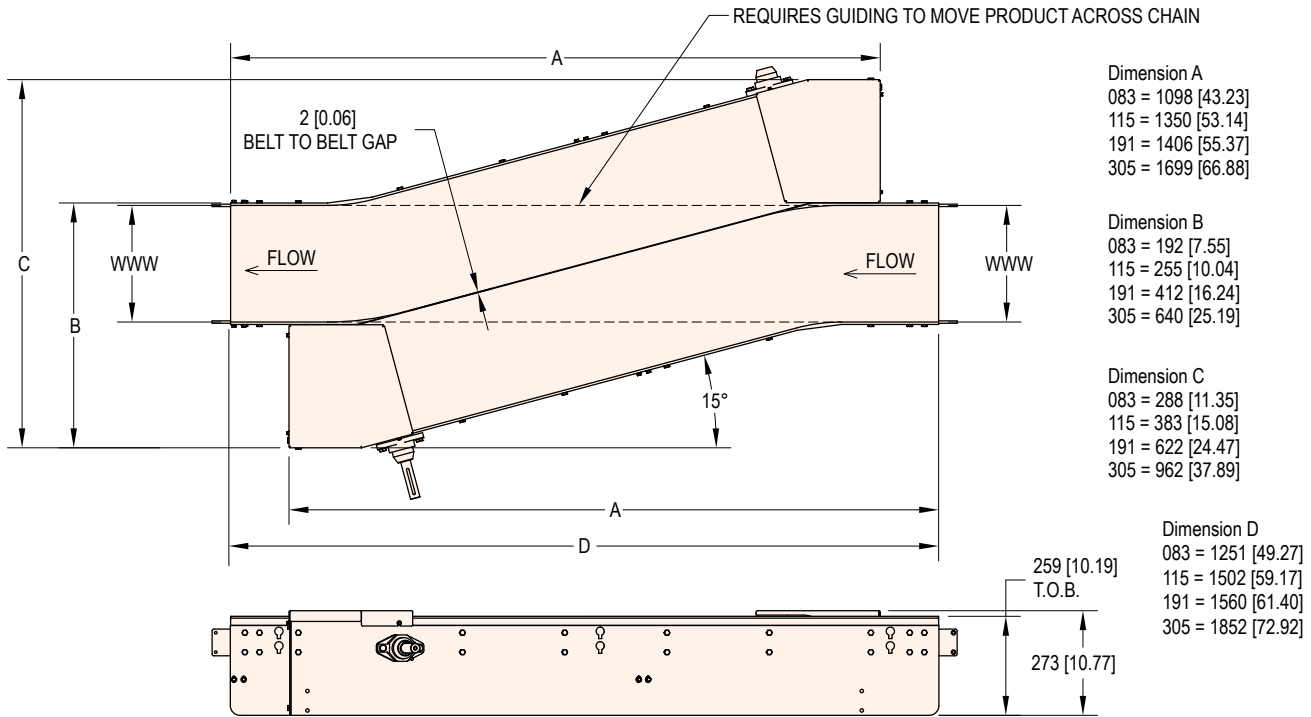 REQUIRES GUIDING TO MOVE PRODUCT ACROSS CHAIN
A
2 [0.06]
BELT TO BELT GAP
C
WWW
FLOW
FLOW
WWW
B
15°
A
D
259 [10.19]
T.O.B.
273 [10.77]
Dimension A
083 = 1098 [43.23]
115 = 1350 [53.14]
191 = 1406 [55.37]
305 = 1699 [66.88]
Dimension B
083 = 192 [7.55]
115 = 255 [10.04]
191 = 412 [16.24]
305 = 640 [25.19]
Dimension C
083 = 288 [11.35]
115 = 383 [15.08]
191 = 622 [24.47]
305 = 962 [37.89]
Dimension D
083 = 1251 [49.27]
115 = 1502 [59.17]
191 = 1560 [61.40]
305 = 1852 [72.92]